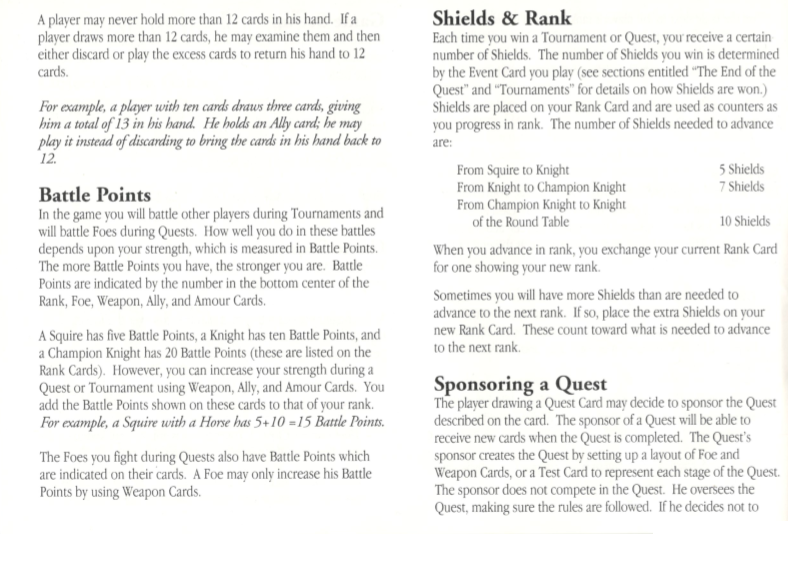 A player may never hold more than 12 cards in his hand. If a
player draws more than 12 cards, he may examine them and then
either discard or play the excess cards to return his hand to 12
cards.
For example, a player with ten cards draws three cards, giving
him a total of 13 in his hand. He holds an Ally card; he may
play it instead of discarding to bring the cards in his hand back to
12.
Battle Points
In the game you will battle other players during Tournaments and
will battle Foes during Quests. How well you do in these battles
depends upon your strength, which is measured in Battle Points.
The more Battle Points you have, the stronger you are. Battle
Points are indicated by the number in the bottom center of the
Rank, Foe, Weapon, Ally, and Amour Cards.
A Squire has five Battle Points, a Knight has ten Battle Points, and
a Champion Knight has 20 Battle Points (these are listed on the
Rank Cards). However, you can increase your strength during a
Quest or Tournament using Weapon, Ally, and Amour Cards. You
add the Battle Points shown on these cards to that of your rank.
For example, a Squire with a Horse has 5+10 =15 Battle Points.
The Foes you fight during Quests also have Battle Points which
are indicated on their cards. A Foe may only increase his Battle
Points by using Weapon Cards.
Shields & Rank
Each time you win a Tournament or Quest, you receive a certain
number of Shields. The number of Shields you win is determined
by the Event Card you play (see sections entitled "The End of the
Quest" and "Tournaments" for details on how Shields are won.)
Shields are placed on your Rank Card and are used as counters as
you progress in rank. The number of Shields needed to advance
are:
From Squire to Knight 5 Shields
From Knight to Champion Knight 7 Shields
From Champion Knight to Knight
of the Round Table 10 Shields
When you advance in rank, you exchange your current Rank Card
for one showing your new rank.
Sometimes you will have more Shields than are needed to
advance to the next rank. If so, place the extra Shields on your
new Rank Card. These count toward what is needed to advance
to the next rank.
Sponsoring a Quest
The player drawing a Quest Card may decide to sponsor the Quest
described on the card. The sponsor of a Quest will be able to
receive new cards when the Quest is completed. The Quest's
sponsor creates the Quest by setting up a layout of Foe and
Weapon Cards, or a Test Card to represent each stage of the Quest.
The sponsor does not compete in the Quest. He oversees the
Quest, making sure the rules are followed. If he decides not to